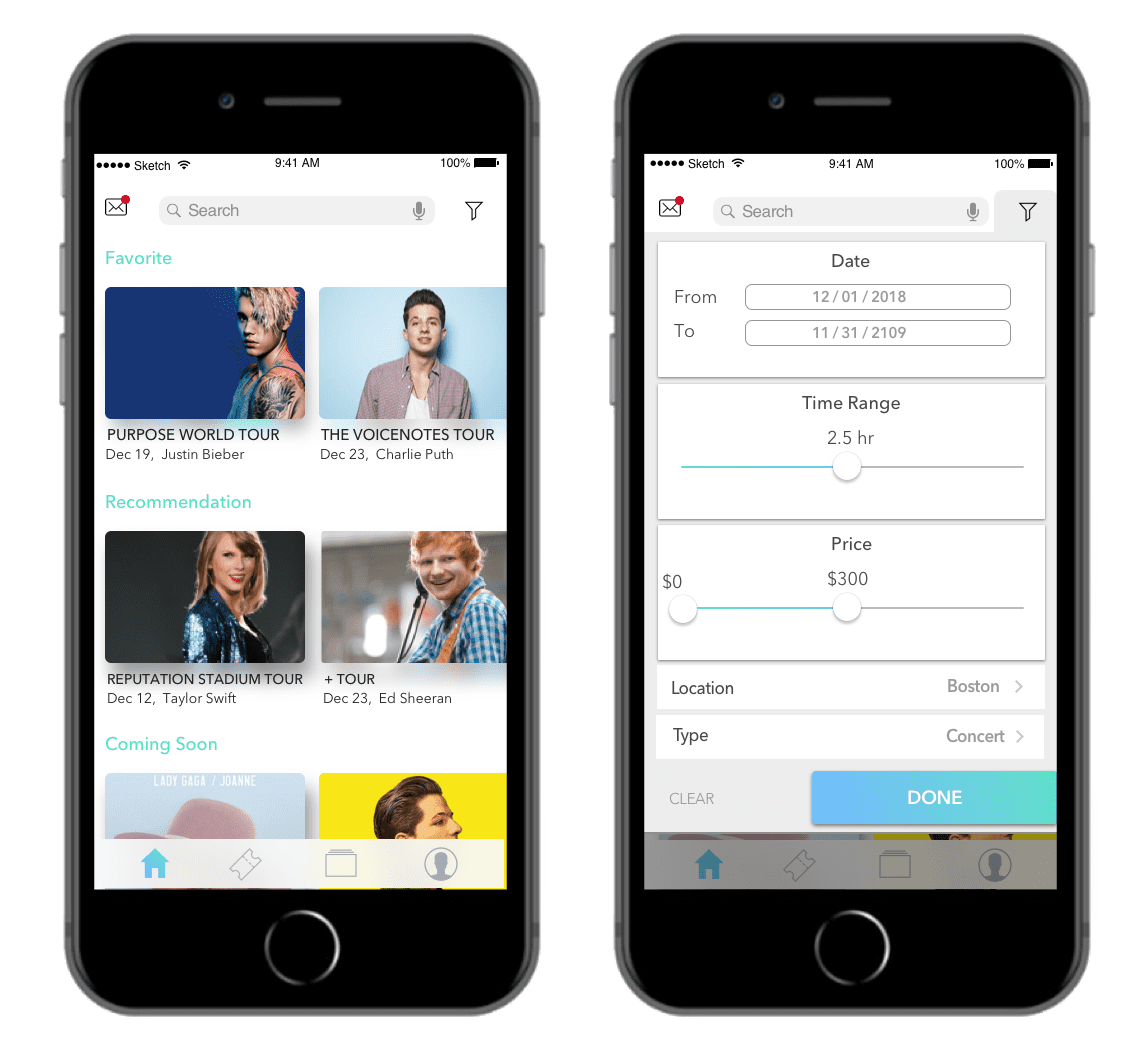 Sketch 9:41 AM 100%
Search
Favorite
PURPOSE WORLD TOUR
Dec 19, Justin Bieber
THE VOICENOTES TOUR
Dec 23, Charlie Puth
Recommendation
REPUTATION STADIUM TOUR
Dec 12, Taylor Swift
+ TOUR
Dec 23, Ed Sheeran
Coming Soon
LADY GAGA / JOANNE
Sketch 9:41 AM 100%
Search
Date
From 12 / 01 / 2018
To 11 / 31 / 2109
Time Range
2.5 hr
Price
$0 $300
Location Boston >
Type Concert >
CLEAR DONE